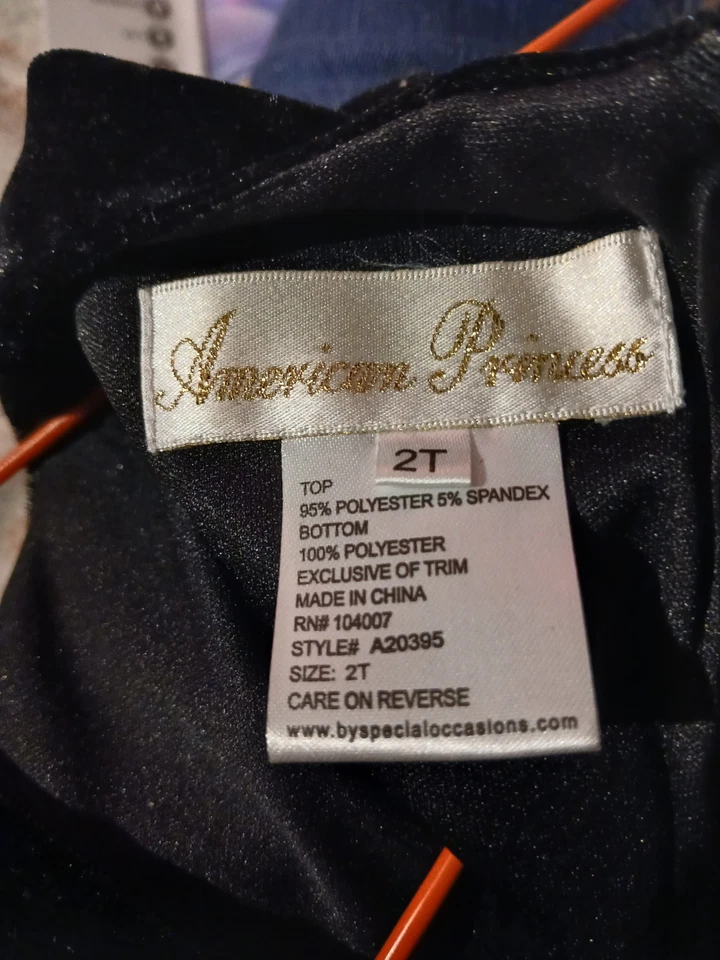 American Princess
2T
TOP
95% POLYESTER 5% SPANDEX
BOTTOM
100% POLYESTER
EXCLUSIVE OF TRIM
MADE IN CHINA
RN# 104007
STYLE# A20395
SIZE: 2T
CARE ON REVERSE
www.byspecialoccasions.com